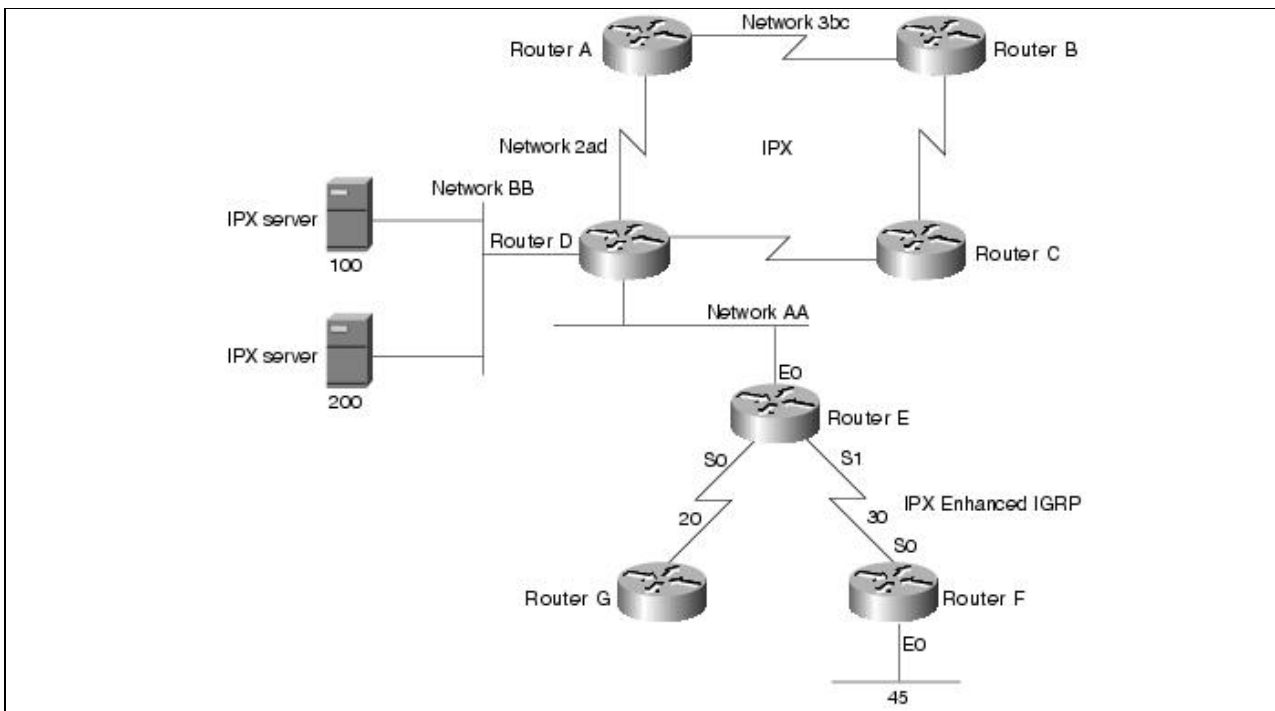 Network 3bc
Router A
Router B
Network 2ad
IPX
Network BB
IPX server
100
Router D
Router C
Network AA
IPX server
200
E0
Router E
S0
S1
IPX Enhanced IGRP
20
30
S0
Router G
Router F
E0
45